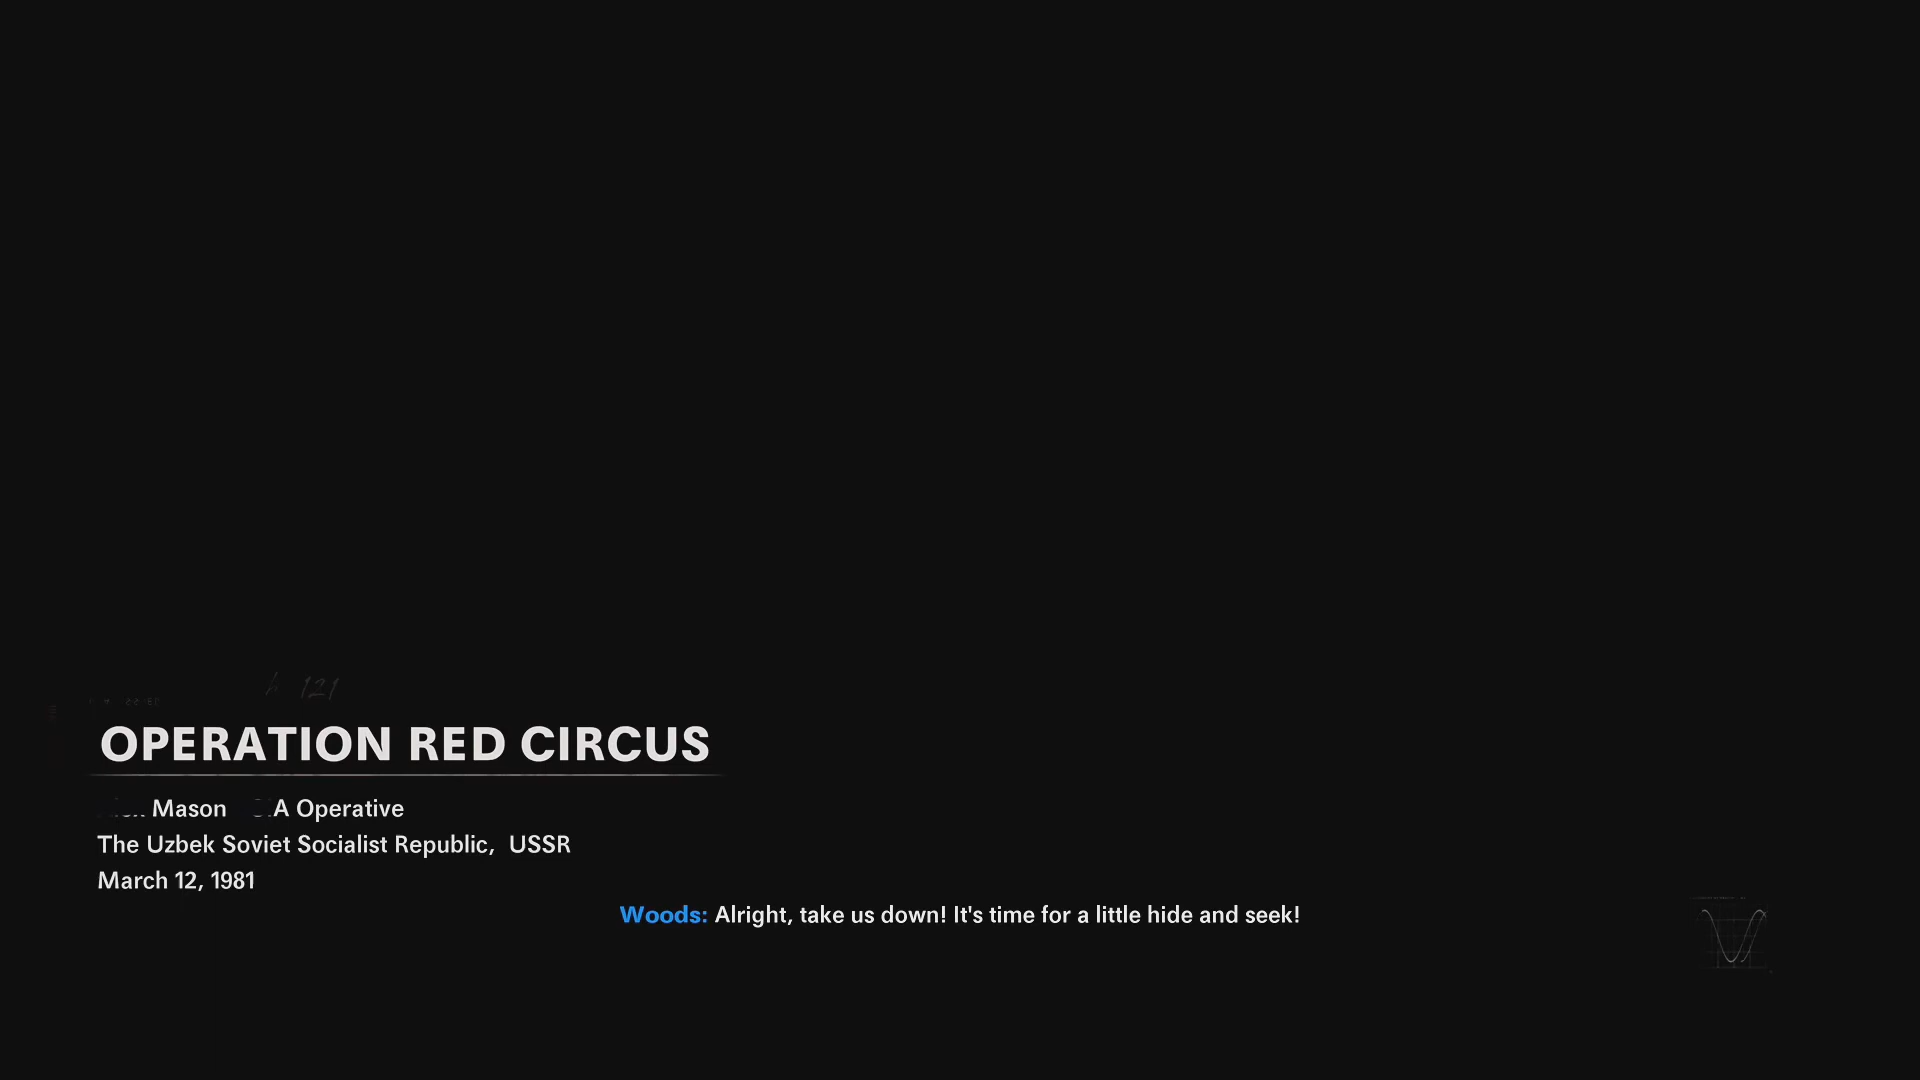 121
OPERATION RED CIRCUS
Mason A Operative
The Uzbek Soviet Socialist Republic, USSR
March 12, 1981
Woods: Alright, take us down! It's time for a little hide and seek!